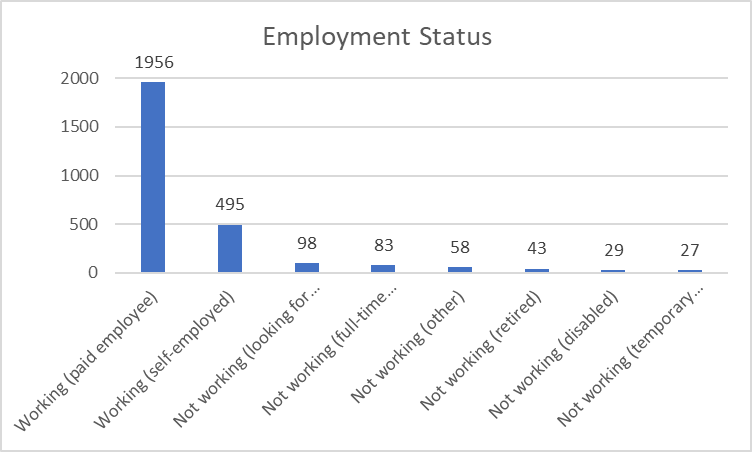 Employment Status
1956
495
98
83
58
43
29
27
2000
1500
1000
500
0
Working (paid employee)
Working (self-employed)
Not working (looking for...
Not working (full-time...
Not working (other)
Not working (retired)
Not working (disabled)
Not working (temporary...